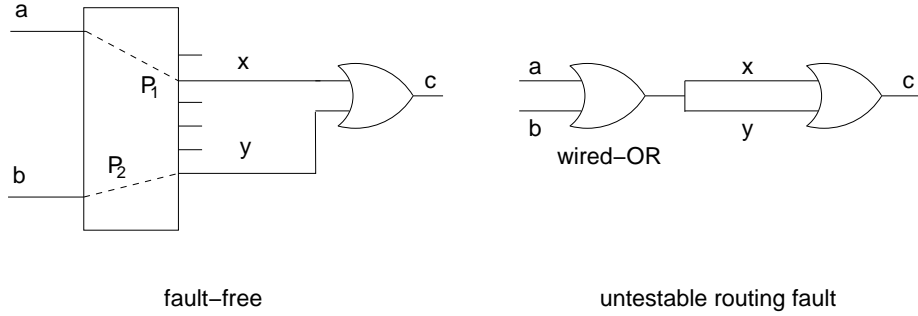 a
x
c
P1
b
P2
y
fault–free
a
x
c
b
y
wired–OR
untestable routing fault